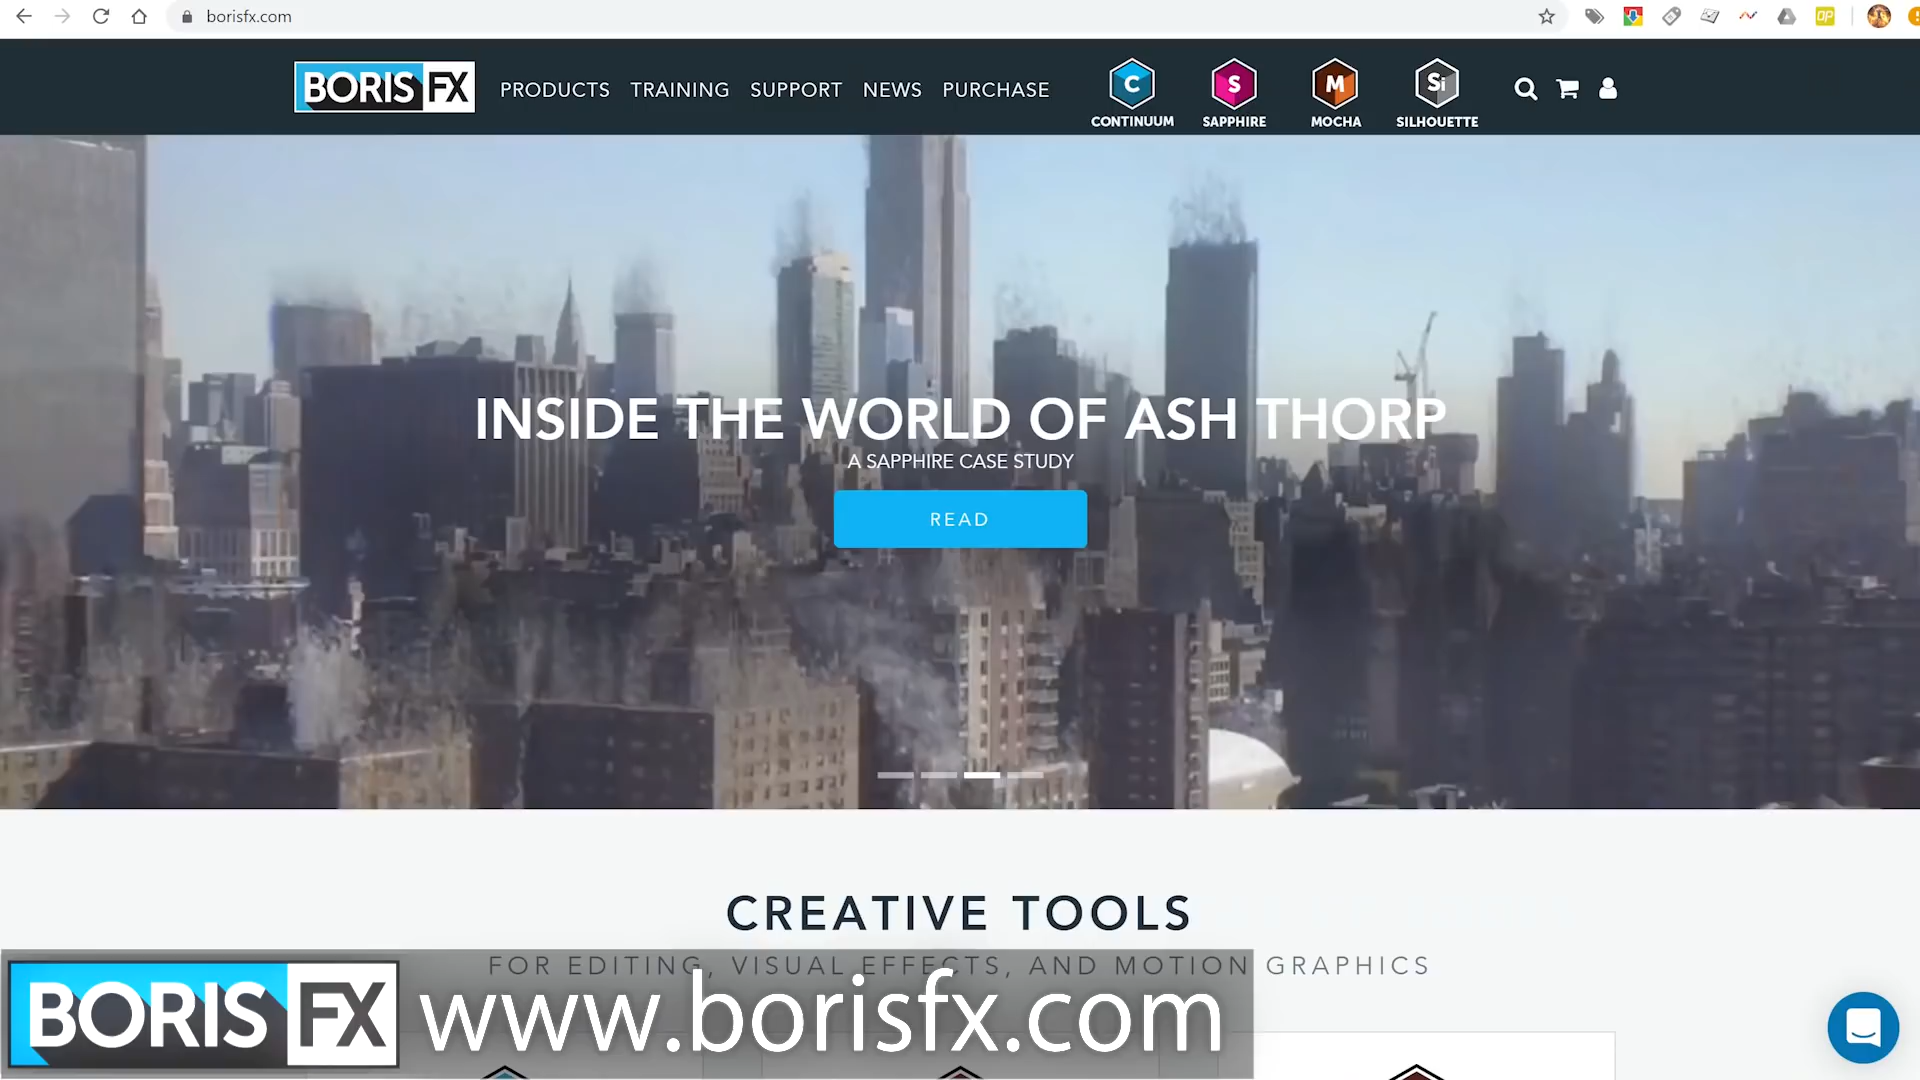 borisfx.com
BORIS FX
PRODUCTS TRAINING SUPPORT NEWS PURCHASE
C S M Si
CONTINUUM SAPPHIRE MOCHA SILHOUETTE
OP
INSIDE THE WORLD OF ASH THORP
A SAPPHIRE CASE STUDY
READ
CREATIVE TOOLS
FOR EDITING, VISUAL EFFECTS, AND MOTION GRAPHICS
BORIS FX www.borisfx.com